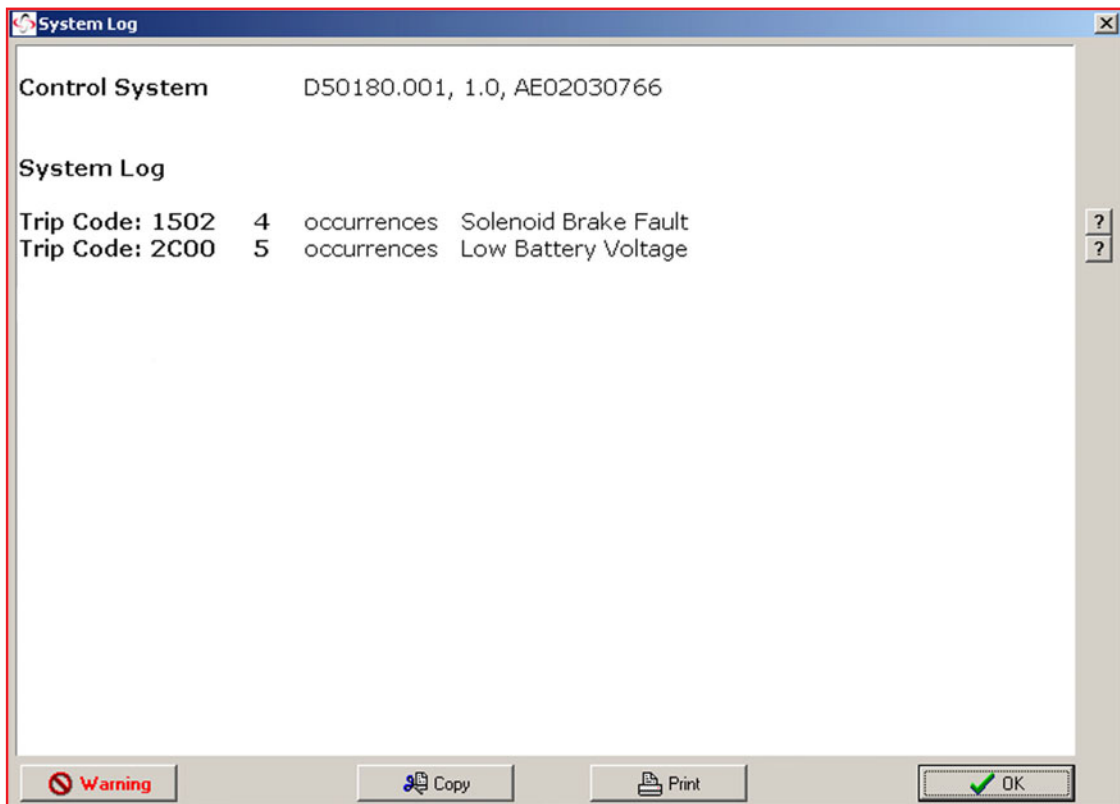 System Log
Control System D50180.001, 1.0, AE02030766
System Log
Trip Code: 1502 4 occurrences Solenoid Brake Fault
?
Trip Code: 2C00 5 occurrences Low Battery Voltage
?
Warning Copy Print OK